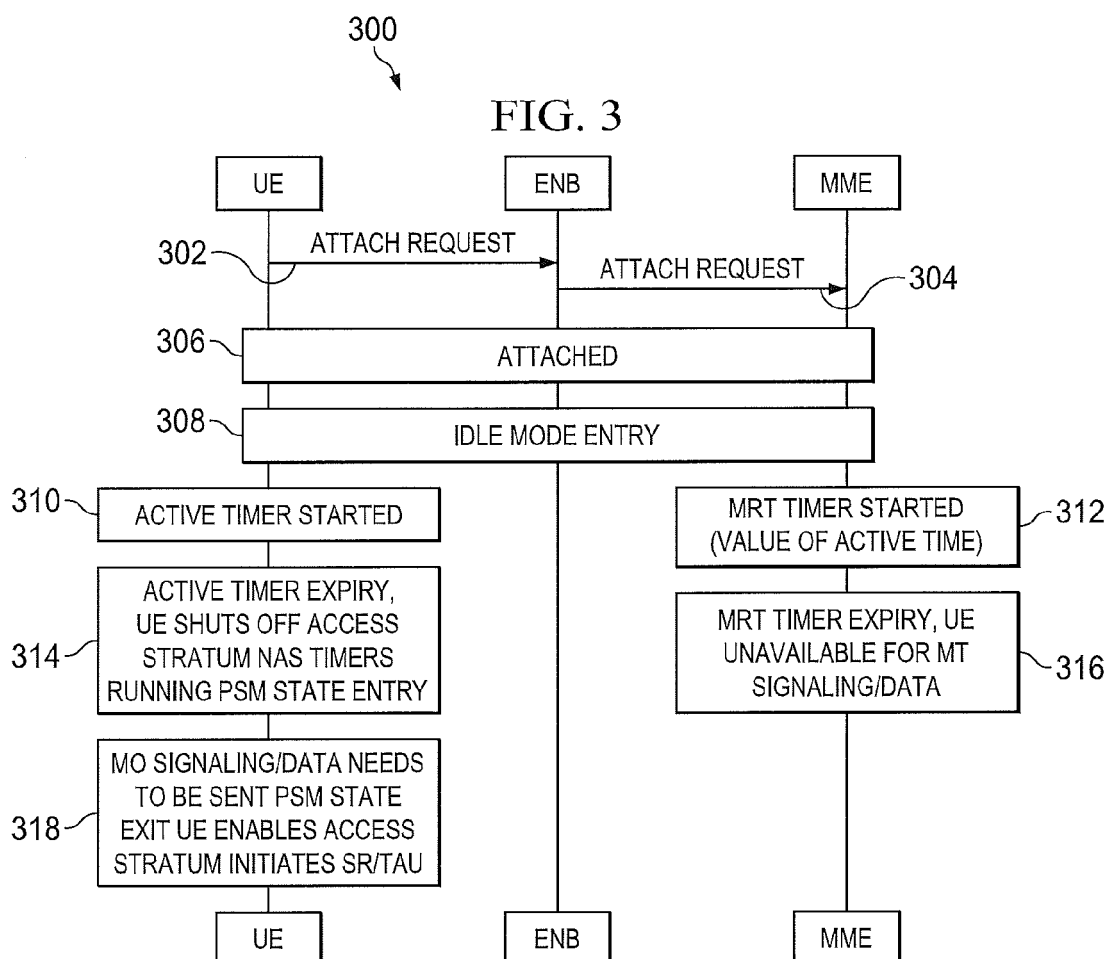 300
FIG. 3
UE
ENB
MME
302
ATTACH REQUEST
ATTACH REQUEST
304
306
ATTACHED
308
IDLE MODE ENTRY
310
ACTIVE TIMER STARTED
MRT TIMER STARTED
(VALUE OF ACTIVE TIME)
312
314
ACTIVE TIMER EXPIRY,
UE SHUTS OFF ACCESS
STRATUM NAS TIMERS
RUNNING PSM STATE ENTRY
MRT TIMER EXPIRY, UE
UNAVAILABLE FOR MT
SIGNALING/DATA
316
318
MO SIGNALING/DATA NEEDS
TO BE SENT PSM STATE
EXIT UE ENABLES ACCESS
STRATUM INITIATES SR/TAU
UE
ENB
MME